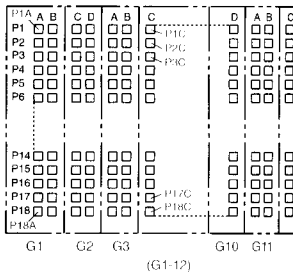 P1A
A B C D A B C D A B C
P1
P1C
P2
P2C
P3
P3C
P4
P5
P6
P14
P15
P16
P17
P17C
P18
P18C
P18A
G1 G2 G3 G10 G11
(G1-12)